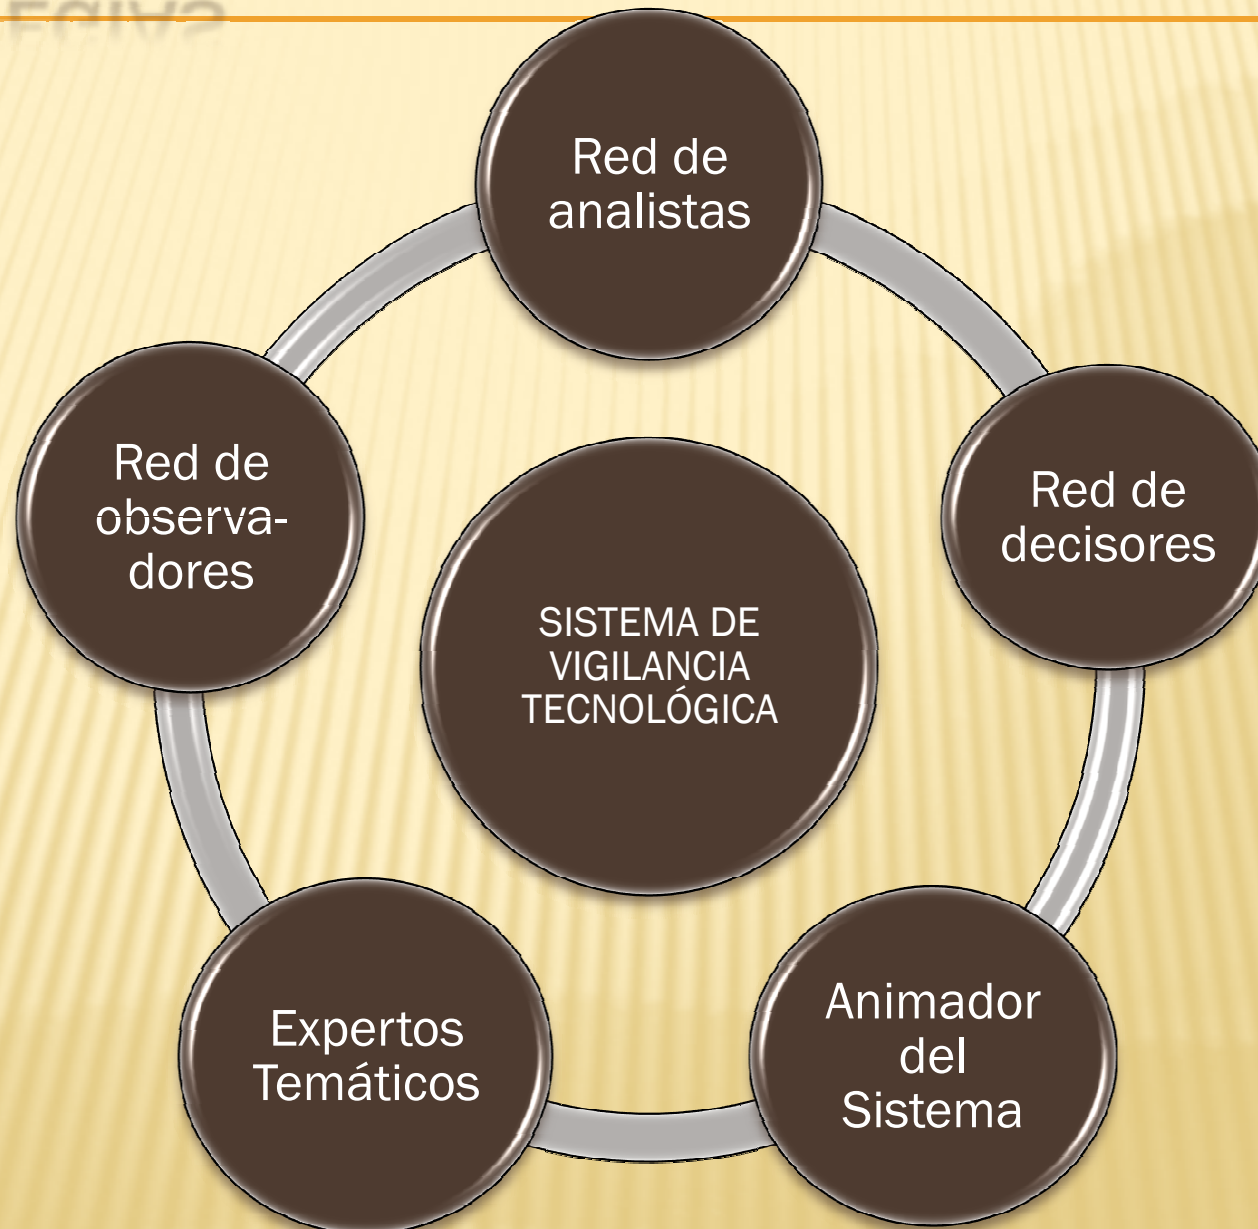 Red de
analistas
Red de
observa-
dores
Red de
decisores
SISTEMA DE
VIGILANCIA
TECNOLÓGICA
Expertos
Temáticos
Animador
del
Sistema